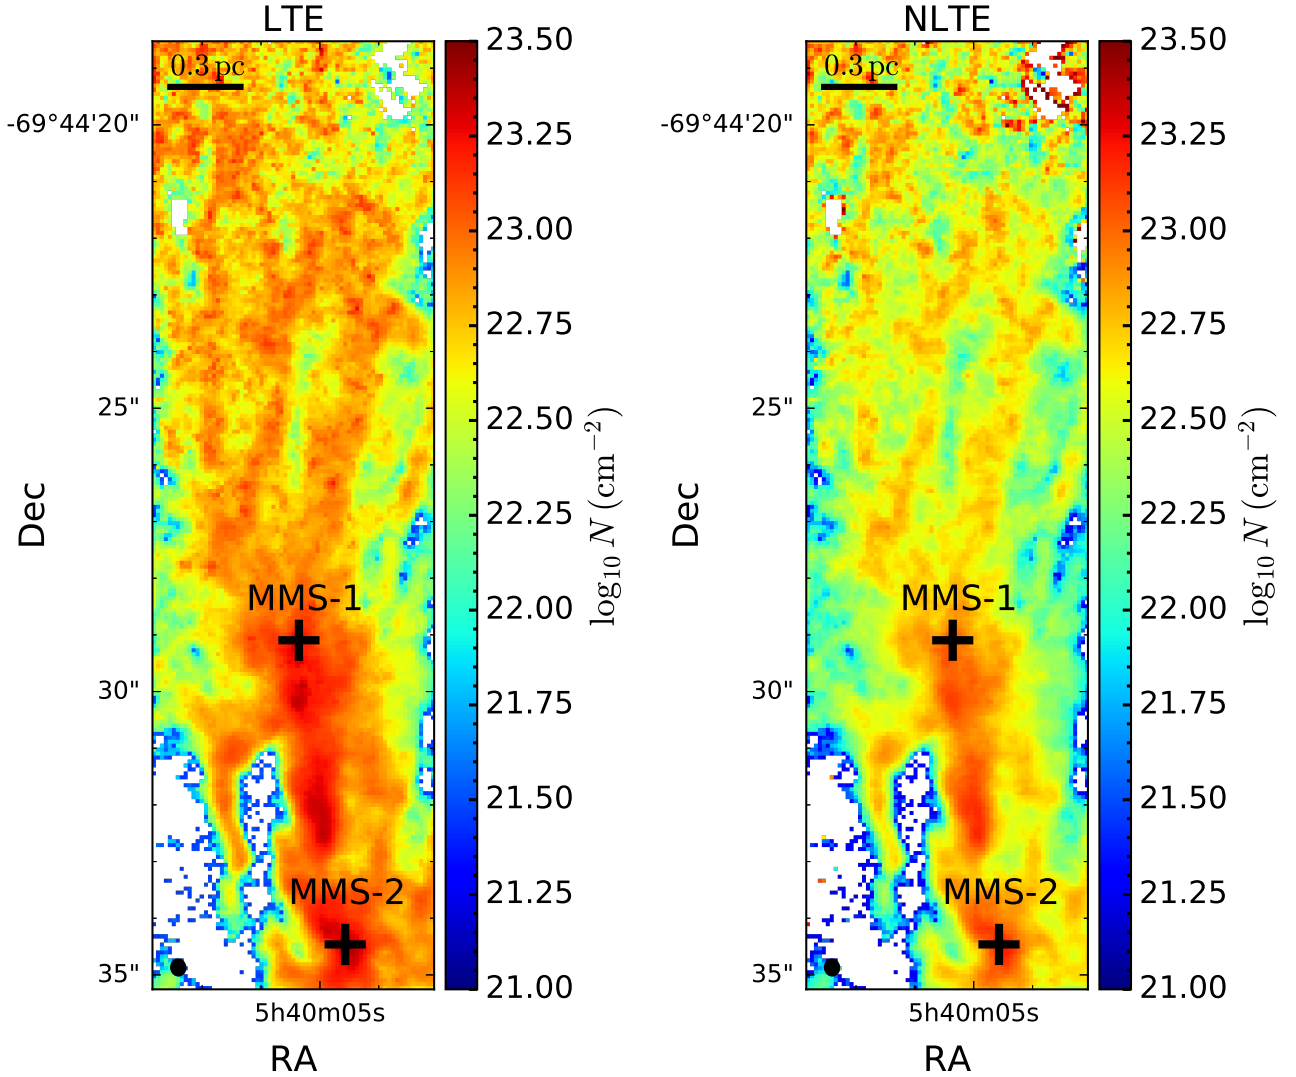 LTE
0.3 pc
-69°44'20"
25"
30"
35"
Dec
MMS-1
MMS-2
5h40m05s
RA
23.50
23.25
23.00
22.75
22.50
22.25
22.00
21.75
21.50
21.25
21.00
log₁₀ N (cm⁻²)
NLTE
0.3 pc
-69°44'20"
25"
30"
35"
Dec
MMS-1
MMS-2
5h40m05s
RA
23.50
23.25
23.00
22.75
22.50
22.25
22.00
21.75
21.50
21.25
21.00
log₁₀ N (cm⁻²)